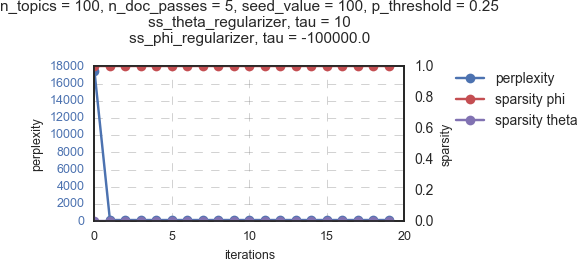 n_topics = 100, n_doc_passes = 5, seed_value = 100, p_threshold = 0.25
ss_theta_regularizer, tau = 10
ss_phi_regularizer, tau = -100000.0
18000
16000
14000
12000
10000
8000
6000
4000
2000
0
perplexity
0
5
10
15
20
iterations
1.0
0.8
0.6
0.4
0.2
0.0
sparsity
perplexity
sparsity phi
sparsity theta